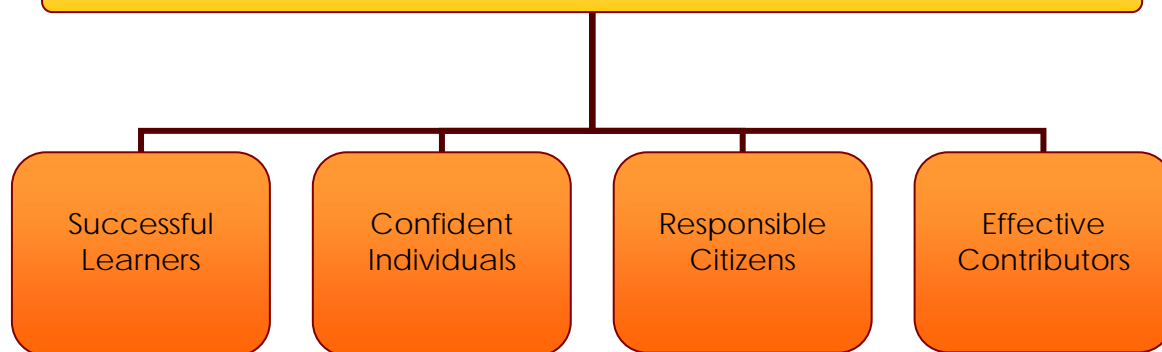 Successful
Learners
Confident
Individuals
Responsible
Citizens
Effective
Contributors